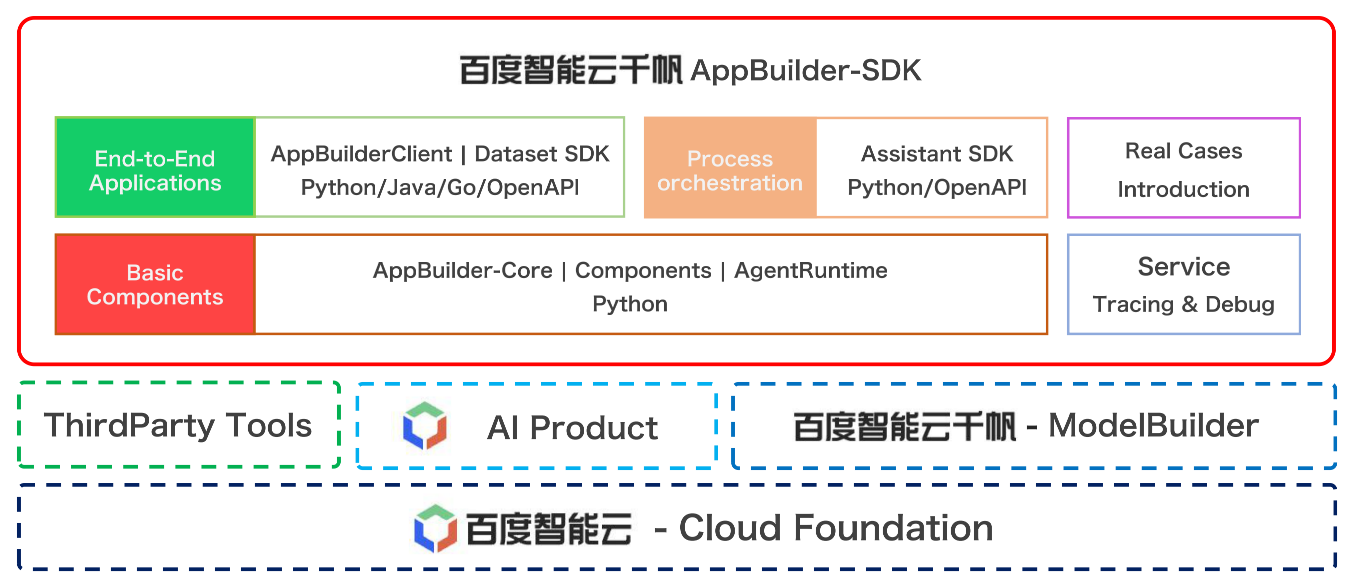 百度智能云千帆 AppBuilder-SDK
End-to-End
Applications
AppBuilderClient | Dataset SDK
Python/Java/Go/OpenAPI
Process
orchestration
Assistant SDK
Python/OpenAPI
Real Cases
Introduction
Basic
Components
AppBuilder-Core | Components | AgentRuntime
Python
Service
Tracing & Debug
ThirdParty Tools
AI Product
百度智能云千帆 - ModelBuilder
百度智能云 - Cloud Foundation